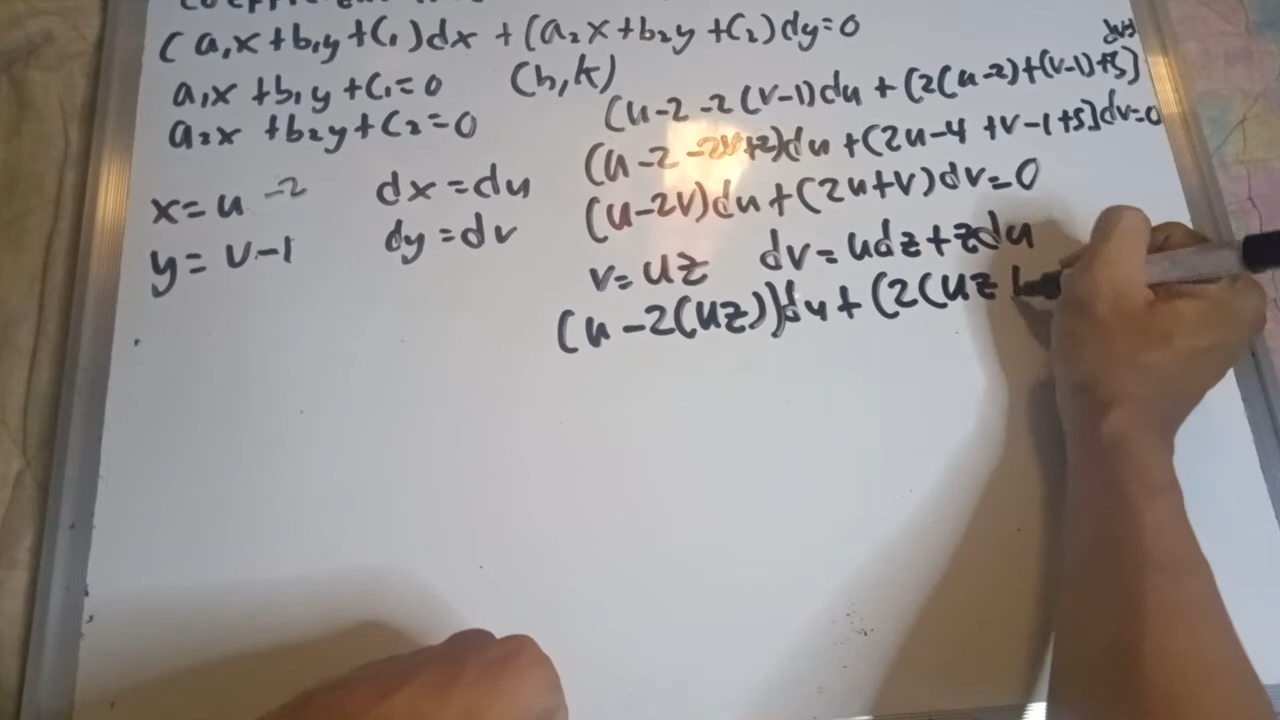 (a₁x+b₁y+C₁)dx + (a₂x+b₂y+C₂)dy=0
a₁x+b₁y+C₁=0 (h,k)
a₂x+b₂y+C₂=0
x=u-2 dx=du
y=v-1 dy=dv
(u-2-2(v-1)du+(2(u-2)+(v-1)+5]
(u-2-2v+2)du+(2u-4+v-1+5]dv=0
(u-2v)du+(2u+v)dv=0
v=uz dv=udz+zdu
(u-2(uz))du+(2(uz